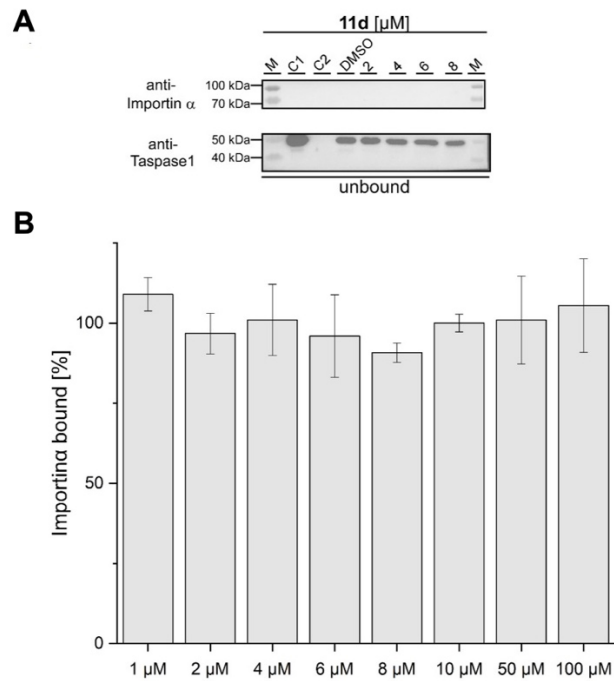 A
11d [µM]
M C1 C2 DMSO 2 4 6 8 M
anti-
Importin α
100 kDa
70 kDa
anti-
Taspase1
50 kDa
40 kDa
unbound
B
Importinα bound [%]
100
50
0
1 µM 2 µM 4 µM 6 µM 8 µM 10 µM 50 µM 100 µM